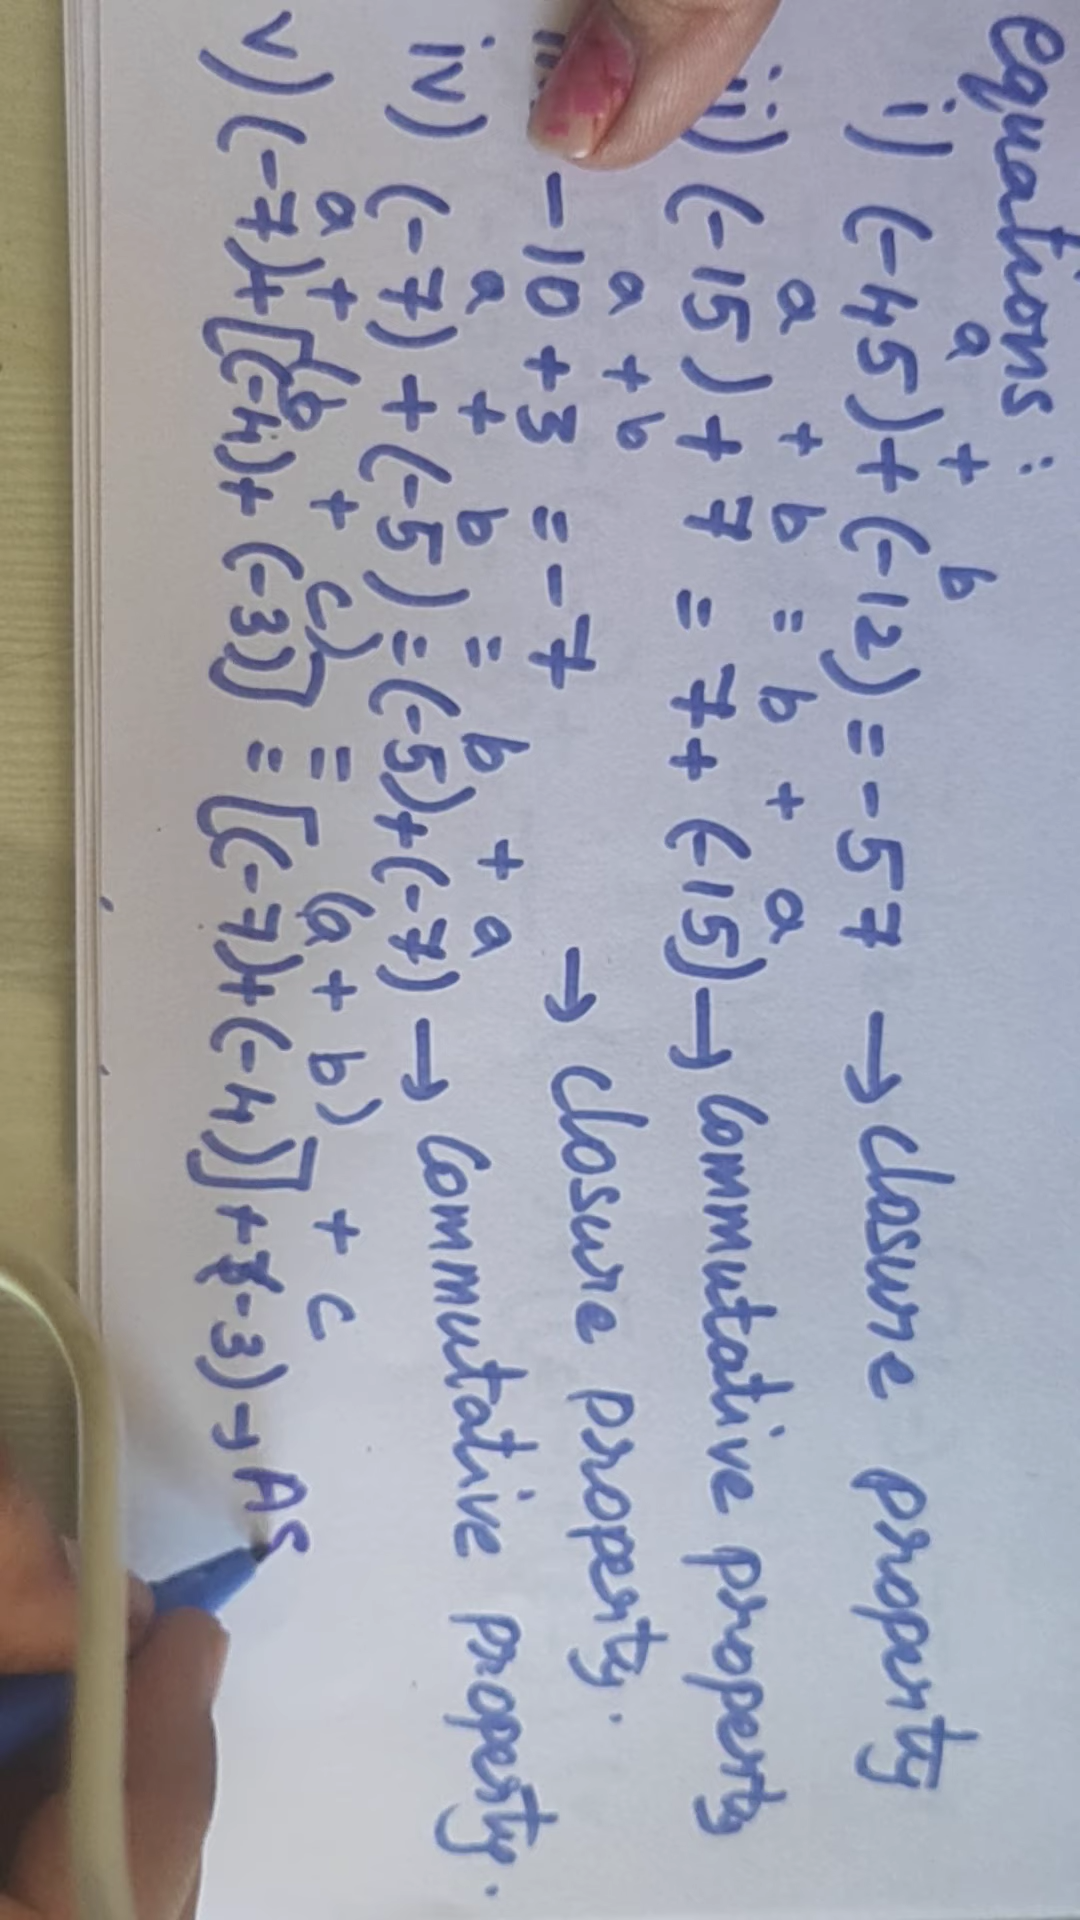 equations :
i) (-45) + (-12) = -57 → closure property
a + b
ii) (-15) + 7 = 7 + (-15) → Commutative property
a + b = b + a
-10 + 3 = -7 → closure property.
a + b
iv) (-7) + (-5) = (-5) + (-7) → Commutative property.
a + b = b + a
v) (-7) + [(-4) + (-3)] = [(-7) + (-4)] + (-3) → As
a + (b + c) = (a + b) + c